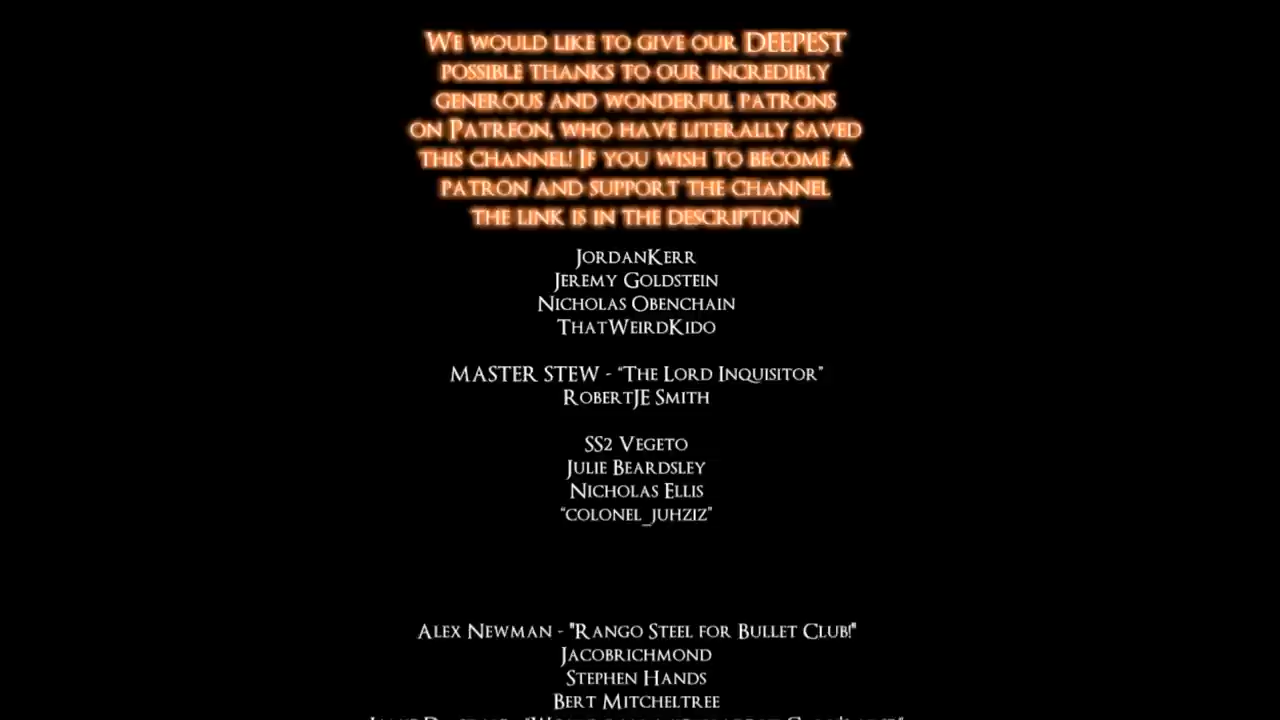 We would like to give our DEEPEST
possible thanks to our incredibly
generous and wonderful patrons
on Patreon, who have literally saved
this channel! If you wish to become a
patron and support the channel
the link is in the description
JordanKerr
Jeremy Goldstein
Nicholas Obenchain
ThatWeirdKido
MASTER STEW - “The Lord Inquisitor”
RobertJE Smith
SS2 Vegeto
Julie Beardsley
Nicholas Ellis
“colonel_juhziz”
Alex Newman - "Rango Steel for Bullet Club!"
Jacobrichmond
Stephen Hands
Bert Mitcheltree